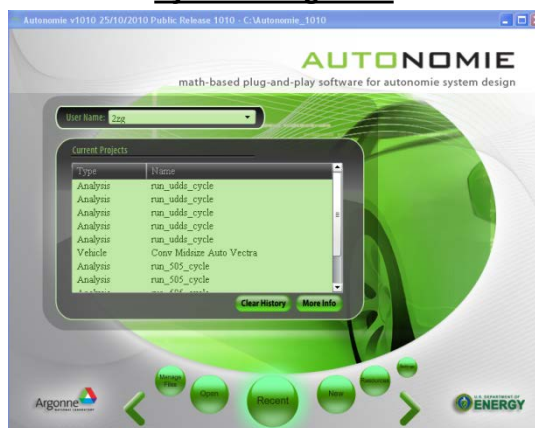 Autonomie v1010 25/10/2010 Public Release 1010 - C:\Autonomie_1010
AUTONOMIE
math-based plug-and-play software for autonomie system design
User Name: 2zg
Current Projects
Type Name
Analysis run_udds_cycle
Analysis run_udds_cycle
Analysis run_udds_cycle
Analysis run_udds_cycle
Analysis run_udds_cycle
Vehicle Conv Midsize Auto Vectra
Analysis run_505_cycle
Analysis run_505_cycle
Clear History More Info
Manage Files
Open
Recent
New
Argonne
NATIONAL LABORATORY
U.S. DEPARTMENT OF
ENERGY